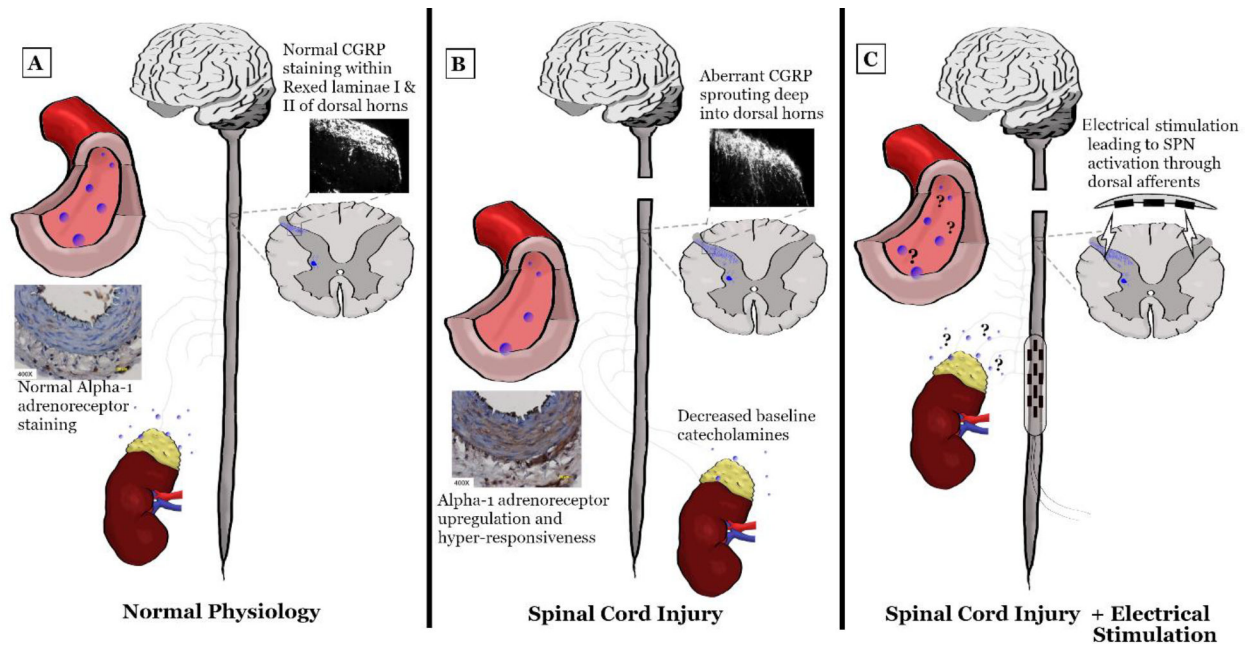 A
Normal CGRP
staining within
Rexed laminae I &
II of dorsal horns
400X
Normal Alpha-1
adrenoreceptor
staining
Normal Physiology
B
Aberrant CGRP
sprouting deep
into dorsal horns
400X
Alpha-1 adrenoreceptor
upregulation and
hyper-responsiveness
Decreased baseline
catecholamines
Spinal Cord Injury
C
Electrical stimulation
leading to SPN
activation through
dorsal afferents
?
?
?
?
?
?
Spinal Cord Injury + Electrical
Stimulation